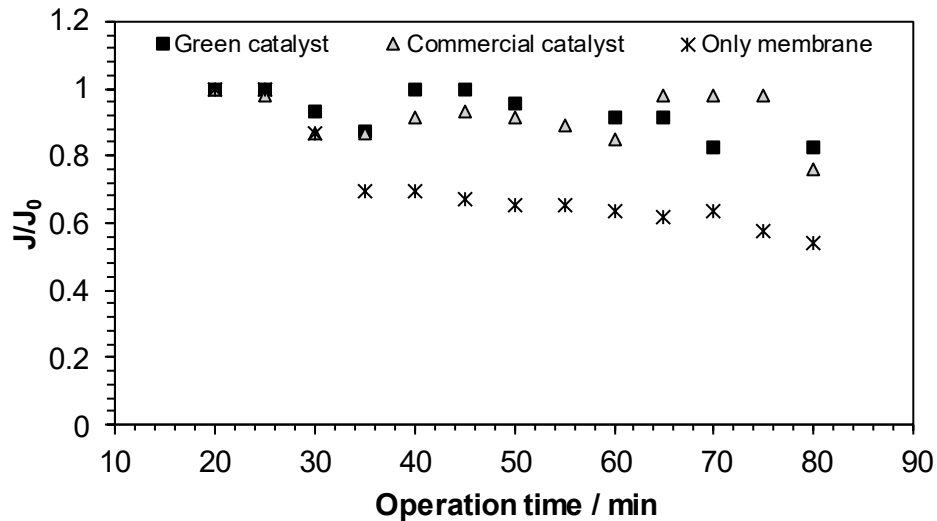 1.2
Green catalyst Commercial catalyst Only membrane
1
0.8
0.6
0.4
0.2
0
J/J₀
10 20 30 40 50 60 70 80 90
Operation time / min